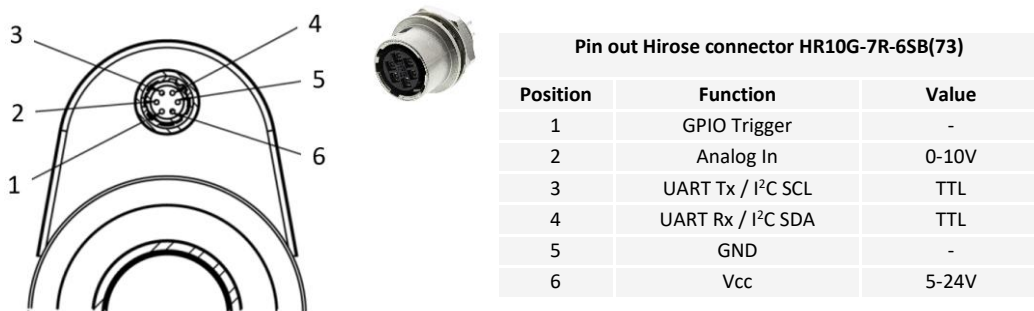 3
4
2
5
1
6
Pin out Hirose connector HR10G-7R-6SB(73)
Position Function Value
1 GPIO Trigger -
2 Analog In 0-10V
3 UART Tx / I²C SCL TTL
4 UART Rx / I²C SDA TTL
5 GND -
6 Vcc 5-24V